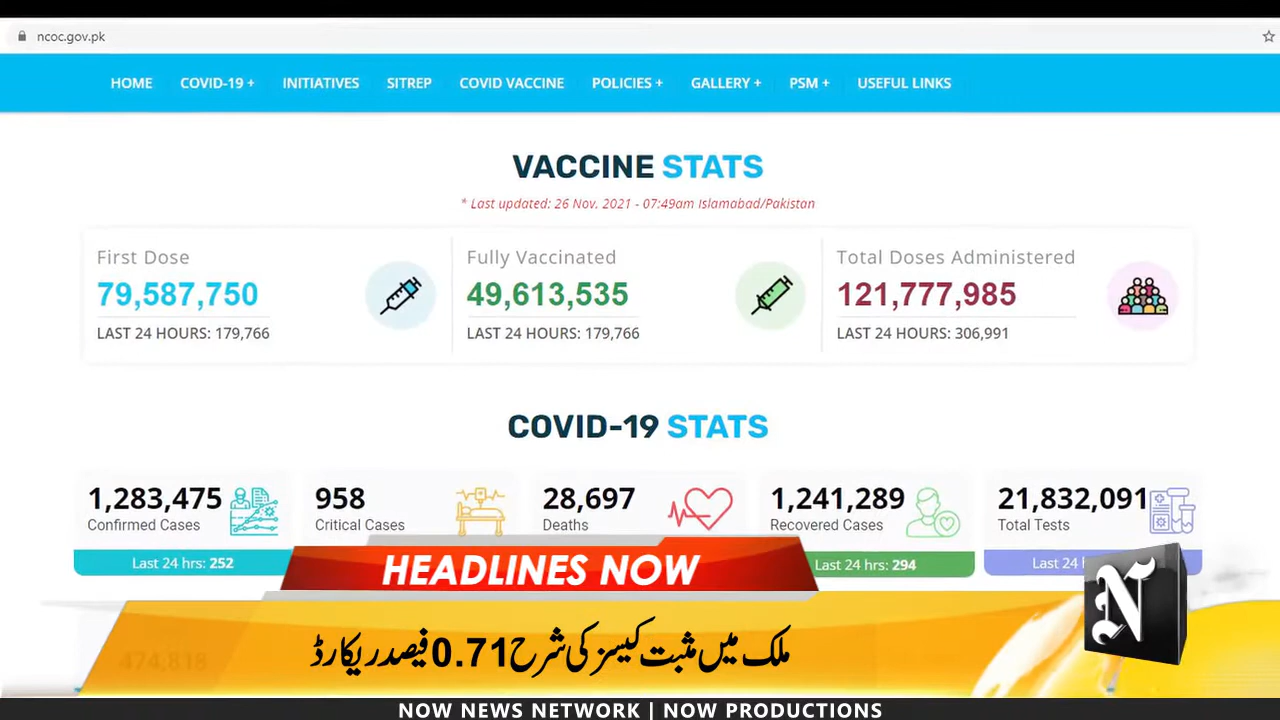 ncoc.gov.pk
HOME COVID-19 + INITIATIVES SITREP COVID VACCINE POLICIES + GALLERY + PSM + USEFUL LINKS
VACCINE STATS
* Last updated: 26 Nov. 2021 - 07:49am Islamabad/Pakistan
First Dose Fully Vaccinated Total Doses Administered
79,587,750 49,613,535 121,777,985
LAST 24 HOURS: 179,766 LAST 24 HOURS: 179,766 LAST 24 HOURS: 306,991
COVID-19 STATS
1,283,475 958 28,697 1,241,289 21,832,091
Confirmed Cases Critical Cases Deaths Recovered Cases Total Tests
Last 24 hrs: 252 Last 24 hrs: 294 Last 24
HEADLINES NOW
N
ملک میں مثبت کیسز کی شرح 0.71 فیصد ریکارڈ
474,818
NOW NEWS NETWORK | NOW PRODUCTIONS